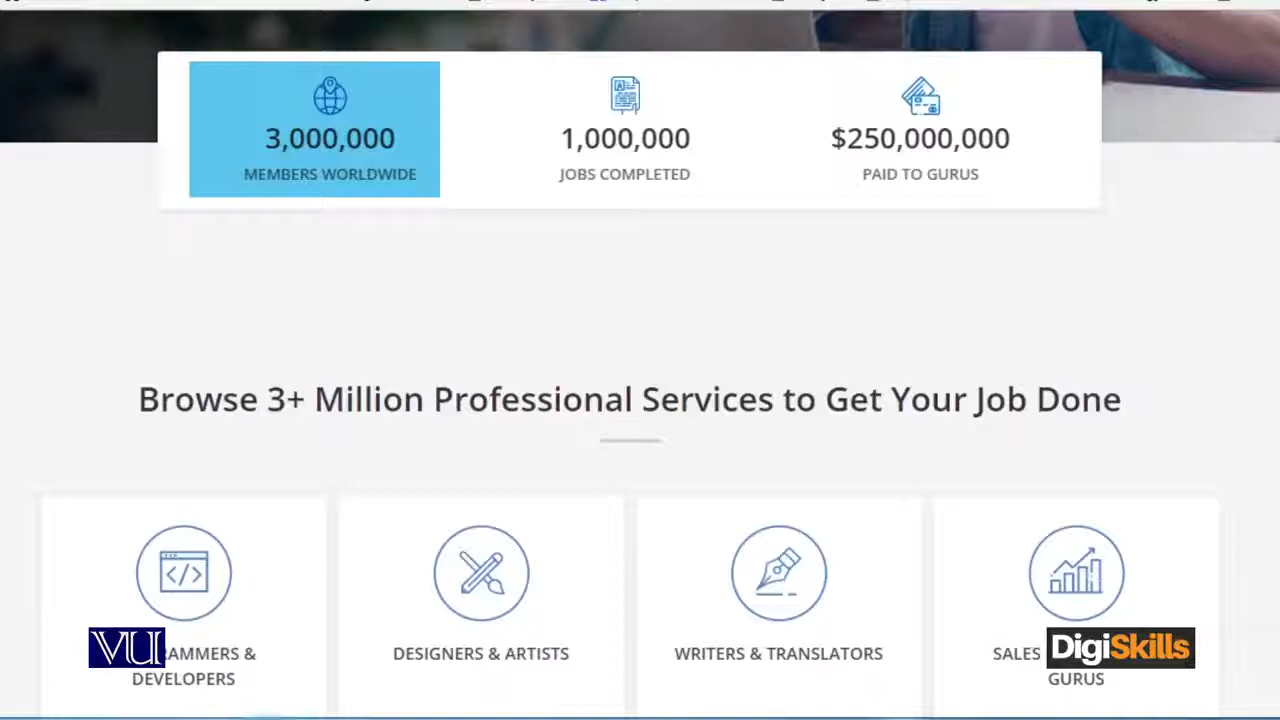 3,000,000
MEMBERS WORLDWIDE
1,000,000
JOBS COMPLETED
$250,000,000
PAID TO GURUS
Browse 3+ Million Professional Services to Get Your Job Done
RAMMERS &
DEVELOPERS
DESIGNERS & ARTISTS
WRITERS & TRANSLATORS
SALES
GURUS
VU
DigiSkills